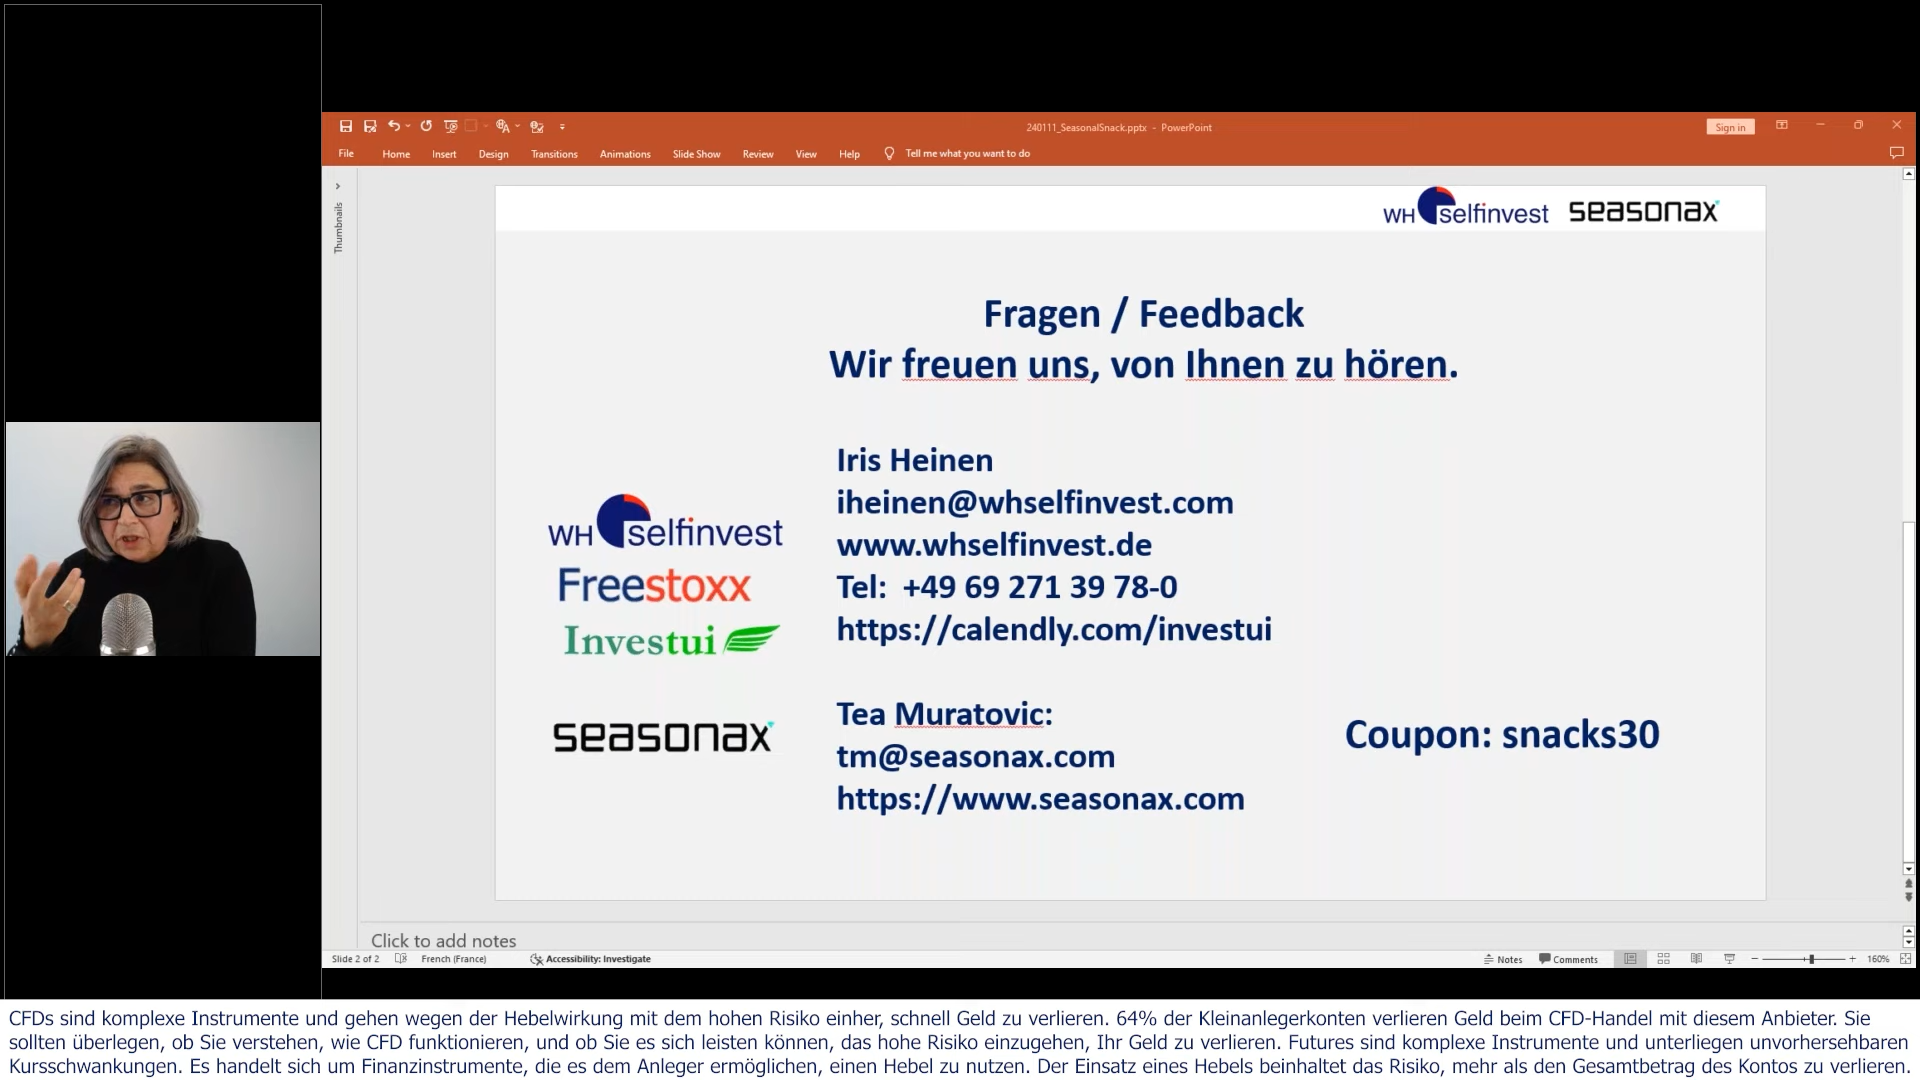 240111_SeasonalSnack.pptx - PowerPoint
Sign in
File Home Insert Design Transitions Animations Slide Show Review View Help Tell me what you want to do
Thumbnails
WH selfinvest seasonax
Fragen / Feedback
Wir freuen uns, von Ihnen zu hören.
WH selfinvest
Freestoxx
Investui
Iris Heinen
iheinen@whselfinvest.com
www.whselfinvest.de
Tel: +49 69 271 39 78-0
https://calendly.com/investui
seasonax
Tea Muratovic:
tm@seasonax.com
https://www.seasonax.com
Coupon: snacks30
Click to add notes
Slide 2 of 2 French (France) Accessibility: Investigate Notes Comments 160%
CFDs sind komplexe Instrumente und gehen wegen der Hebelwirkung mit dem hohen Risiko einher, schnell Geld zu verlieren. 64% der Kleinanlegerkonten verlieren Geld beim CFD-Handel mit diesem Anbieter. Sie
sollten überlegen, ob Sie verstehen, wie CFD funktionieren, und ob Sie es sich leisten können, das hohe Risiko einzugehen, Ihr Geld zu verlieren. Futures sind komplexe Instrumente und unterliegen unvorhersehbaren
Kursschwankungen. Es handelt sich um Finanzinstrumente, die es dem Anleger ermöglichen, einen Hebel zu nutzen. Der Einsatz eines Hebels beinhaltet das Risiko, mehr als den Gesamtbetrag des Kontos zu verlieren.